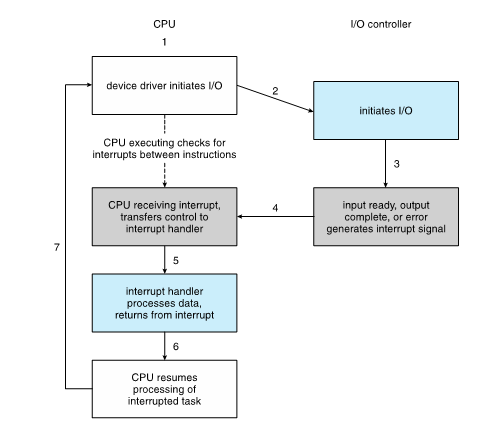 CPU
I/O controller
1
device driver initiates I/O
2
initiates I/O
CPU executing checks for
interrupts between instructions
3
CPU receiving interrupt,
transfers control to
interrupt handler
4
input ready, output
complete, or error
generates interrupt signal
7
5
interrupt handler
processes data,
returns from interrupt
6
CPU resumes
processing of
interrupted task